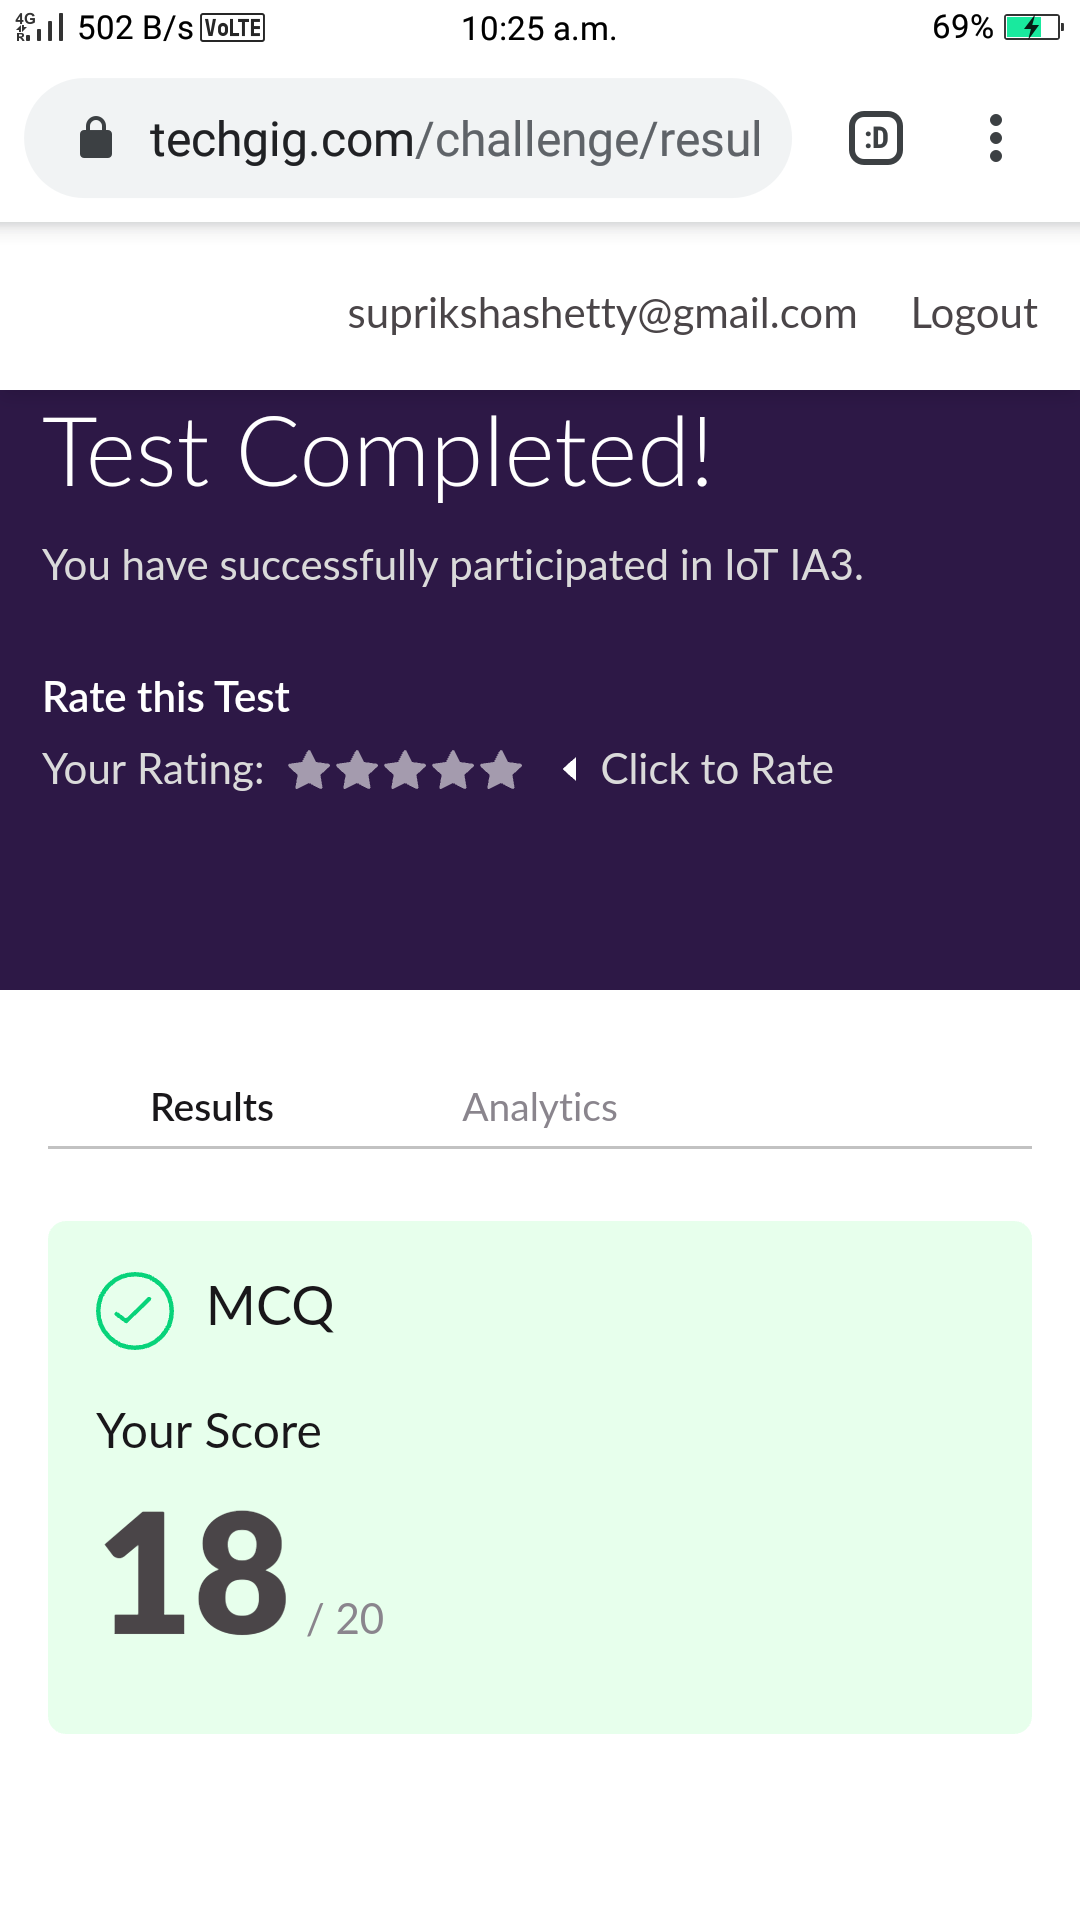 4G R 502 B/s VoLTE 10:25 a.m. 69%
techgig.com/challenge/resul :D
suprikshashetty@gmail.com Logout
Test Completed!
You have successfully participated in IoT IA3.
Rate this Test
Your Rating: Click to Rate
Results Analytics
MCQ
Your Score
18 / 20